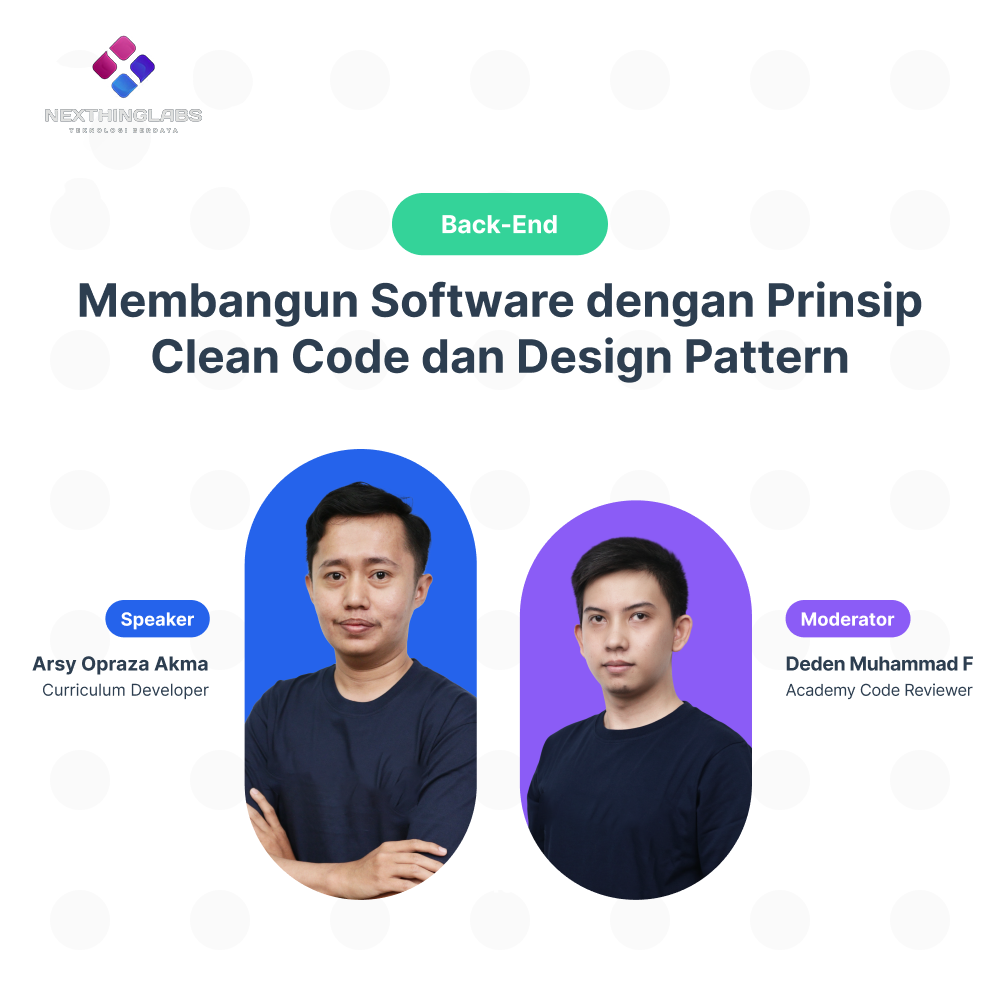 NEXTHINGLABS
TEKNOLOGI BERDAYA
Back-End
Membangun Software dengan Prinsip
Clean Code dan Design Pattern
Speaker
Arsy Opraza Akma
Curriculum Developer
Moderator
Deden Muhammad F
Academy Code Reviewer